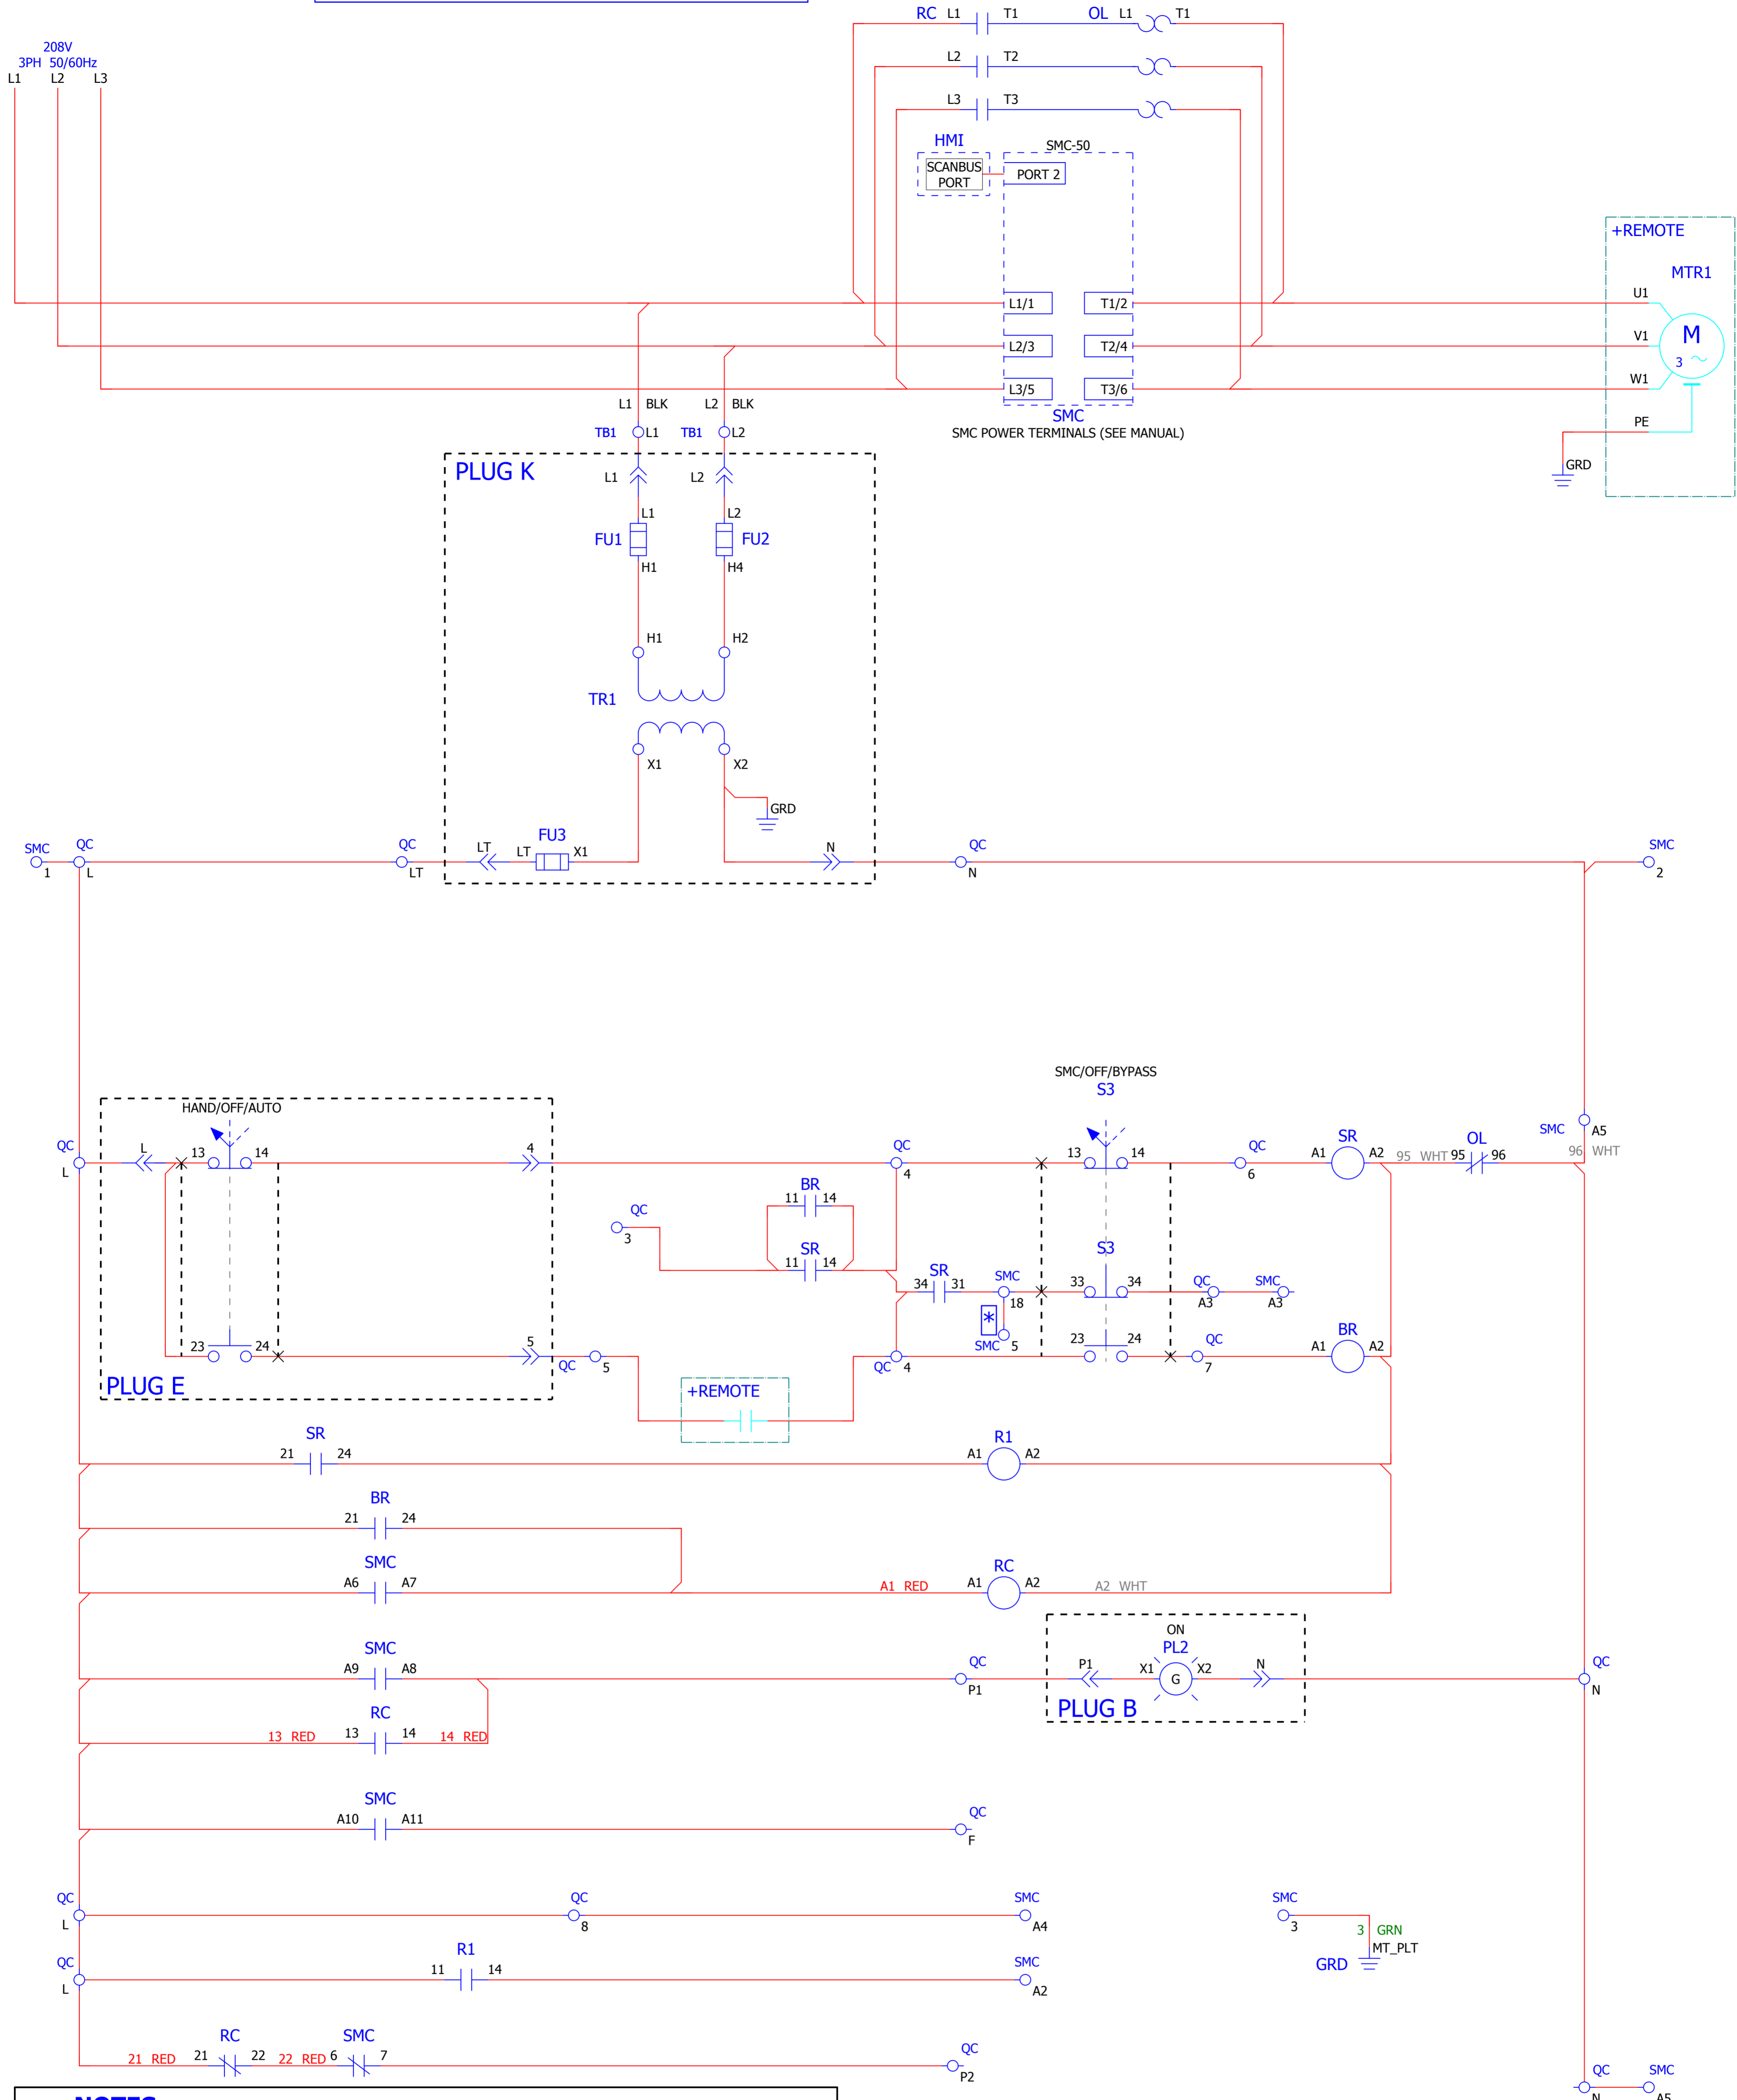 RC L1 T1 OL L1 T1
208V
3PH 50/60Hz
L1 L2 L3
L2 T2
L3 T3
HMI
SMC-50
SCANBUS
PORT
PORT 2
+REMOTE
MTR1
L1/1 T1/2 U1
L2/3 T2/4 V1
M
3
L3/5 T3/6 W1
L1 BLK L2 BLK
SMC
PE
TB1 L1 TB1 L2
SMC POWER TERMINALS (SEE MANUAL)
GRD
PLUG K
L1 L2
L1 L2
FU1 FU2
H1 H4
H1 H2
TR1
X1 X2
GRD
SMC QC QC FU3 QC SMC
LT LT X1 N
1 L LT N 2
SMC/OFF/BYPASS
S3
HAND/OFF/AUTO
SMC A5
QC L 13 14 4 QC 13 14 QC SR OL
A1 A2 95 WHT 95 96 96 WHT
L 4 6
BR
11 14
QC
3
SR
11 14
S3
SR
34 31 SMC 33 34 QC SMC
18 A3 A3
*
SMC 5
23 24 5 23 24 QC BR
A1 A2
QC 5 QC 4 7
PLUG E
+REMOTE
SR
21 24
R1
A1 A2
BR
21 24
SMC
A6 A7
RC
A1 RED A1 A2 A2 WHT
ON
SMC PL2
A9 A8 QC P1 X1 X2 N QC
G
P1 N
PLUG B
RC
13 RED 13 14 14 RED
SMC
A10 A11 QC
F
QC QC SMC SMC
L 8 A4 3
3 GRN
MT_PLT
GRD
QC R1 SMC
11 14
L A2
RC SMC
21 RED 21 22 22 RED 6 7 QC
P2
QC SMC
N A5
NOTES